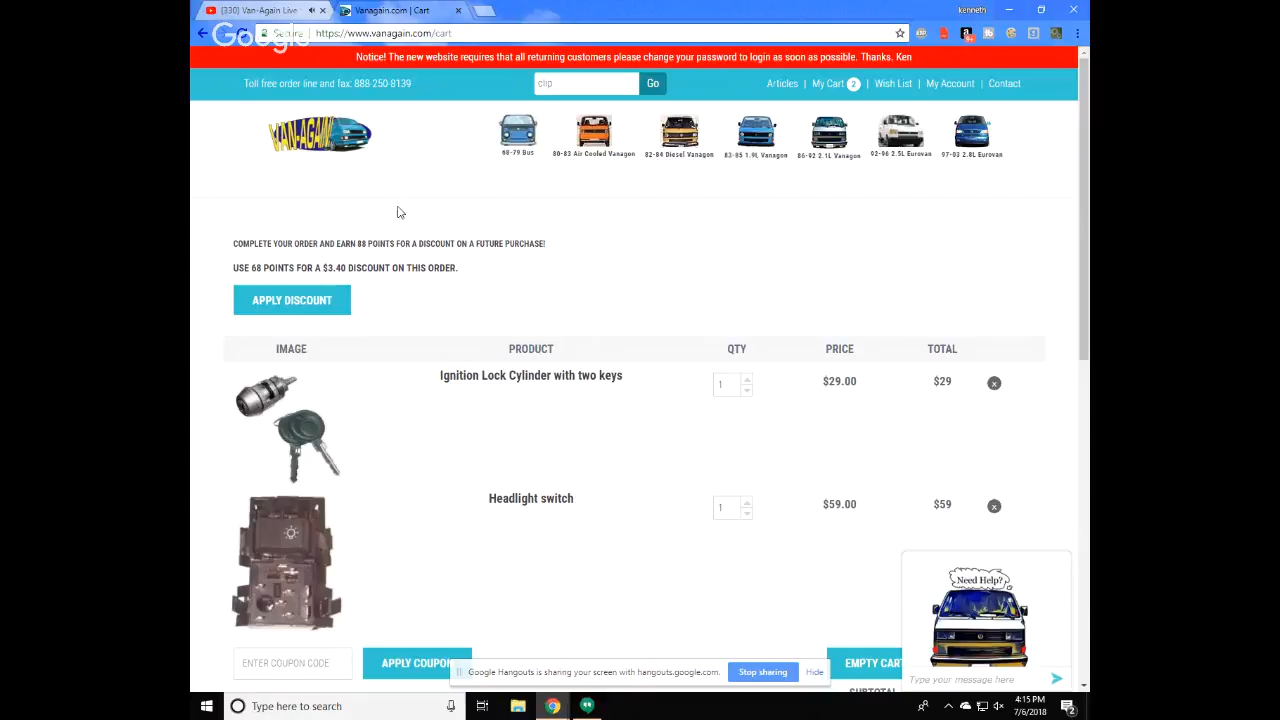 (330) Van-Again Live
Vanagain.com | Cart
kenneth
Google
Secure
https://www.vanagain.com/cart
9+
Notice! The new website requires that all returning customers please change your password to login as soon as possible. Thanks. Ken
Toll free order line and fax: 888-250-8139
clip
Go
Articles | My Cart 2 | Wish List | My Account | Contact
VAN-AGAIN
68-79 Bus
80-83 Air Cooled Vanagon
82-84 Diesel Vanagon
83-85 1.9L Vanagon
86-92 2.1L Vanagon
92-96 2.5L Eurovan
97-03 2.8L Eurovan
COMPLETE YOUR ORDER AND EARN 88 POINTS FOR A DISCOUNT ON A FUTURE PURCHASE!
USE 68 POINTS FOR A $3.40 DISCOUNT ON THIS ORDER.
APPLY DISCOUNT
IMAGE PRODUCT QTY PRICE TOTAL
Ignition Lock Cylinder with two keys 1 $29.00 $29 x
Headlight switch 1 $59.00 $59 x
Need Help?
ENTER COUPON CODE
APPLY COUPON
EMPTY CART
Google Hangouts is sharing your screen with hangouts.google.com.
Stop sharing
Hide
Type your message here
SUBTOTAL
Type here to search
4:15 PM
7/6/2018
2